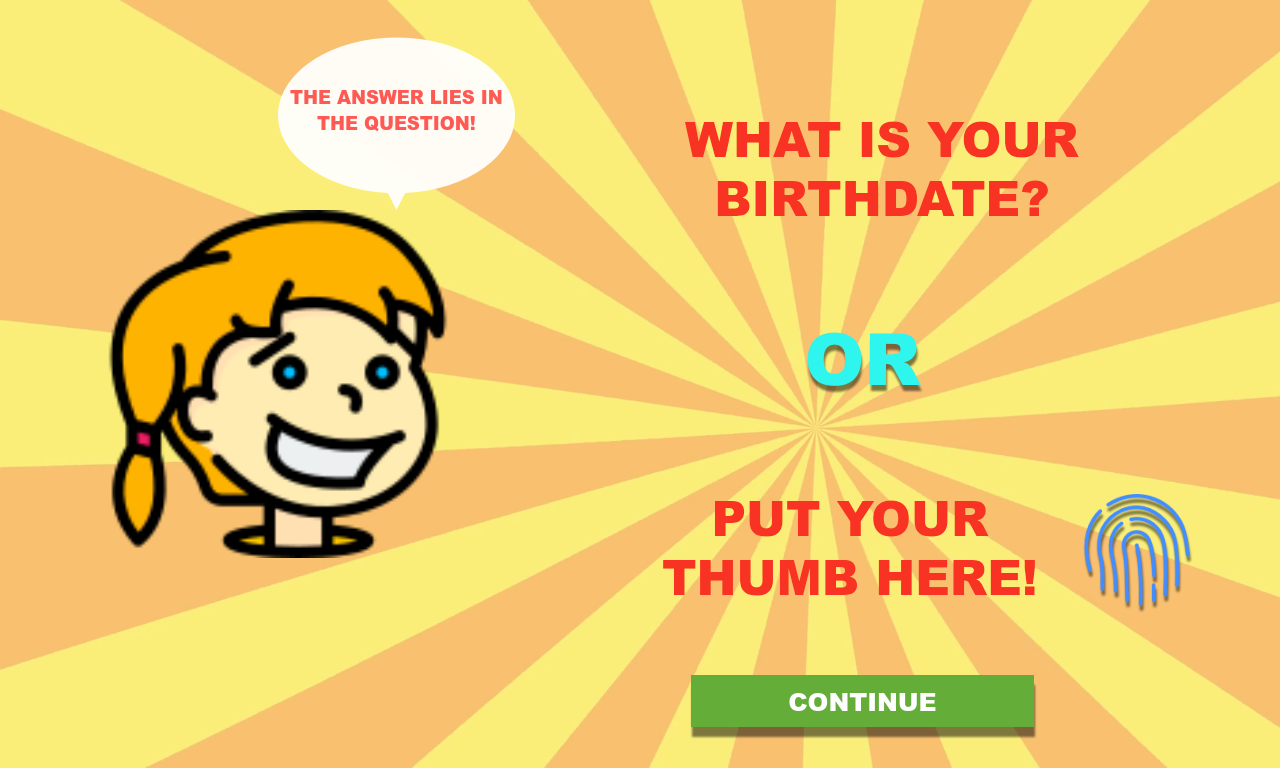 THE ANSWER LIES IN
THE QUESTION!
WHAT IS YOUR
BIRTHDATE?
OR
PUT YOUR
THUMB HERE!
CONTINUE